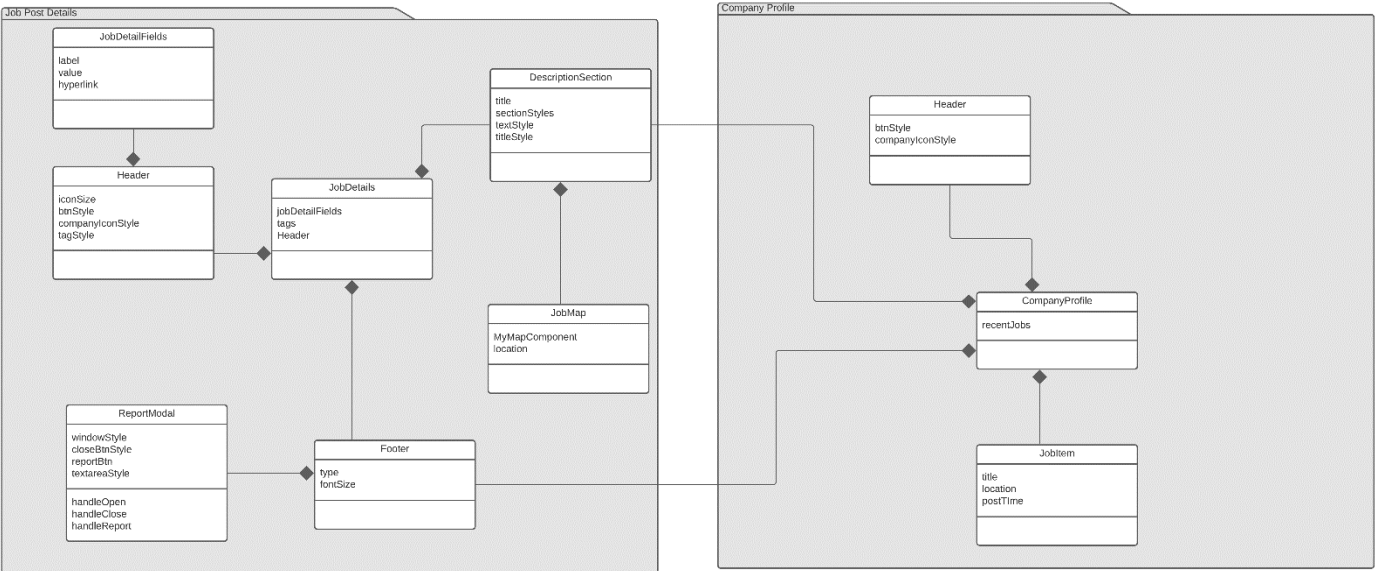 Job Post Details
JobDetailFields
label
value
hyperlink
Header
iconSize
btnStyle
companyIconStyle
tagStyle
JobDetails
jobDetailFields
tags
Header
DescriptionSection
title
sectionStyles
textStyle
titleStyle
JobMap
MyMapComponent
location
ReportModal
windowStyle
closeBtnStyle
reportBtn
textareaStyle
handleOpen
handleClose
handleReport
Footer
type
fontSize
Company Profile
Header
btnStyle
companyIconStyle
CompanyProfile
recentJobs
JobItem
title
location
postTIme